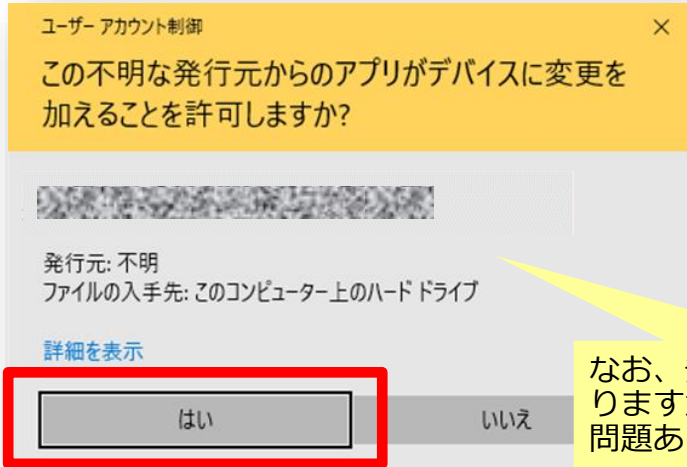 ユーザー アカウント制御
この不明な発行元からのアプリがデバイスに変更を
加えることを許可しますか?
発行元: 不明
ファイルの入手先: このコンピューター上のハード ドライブ
詳細を表示
はい
いいえ
なお、
ります
問題あ